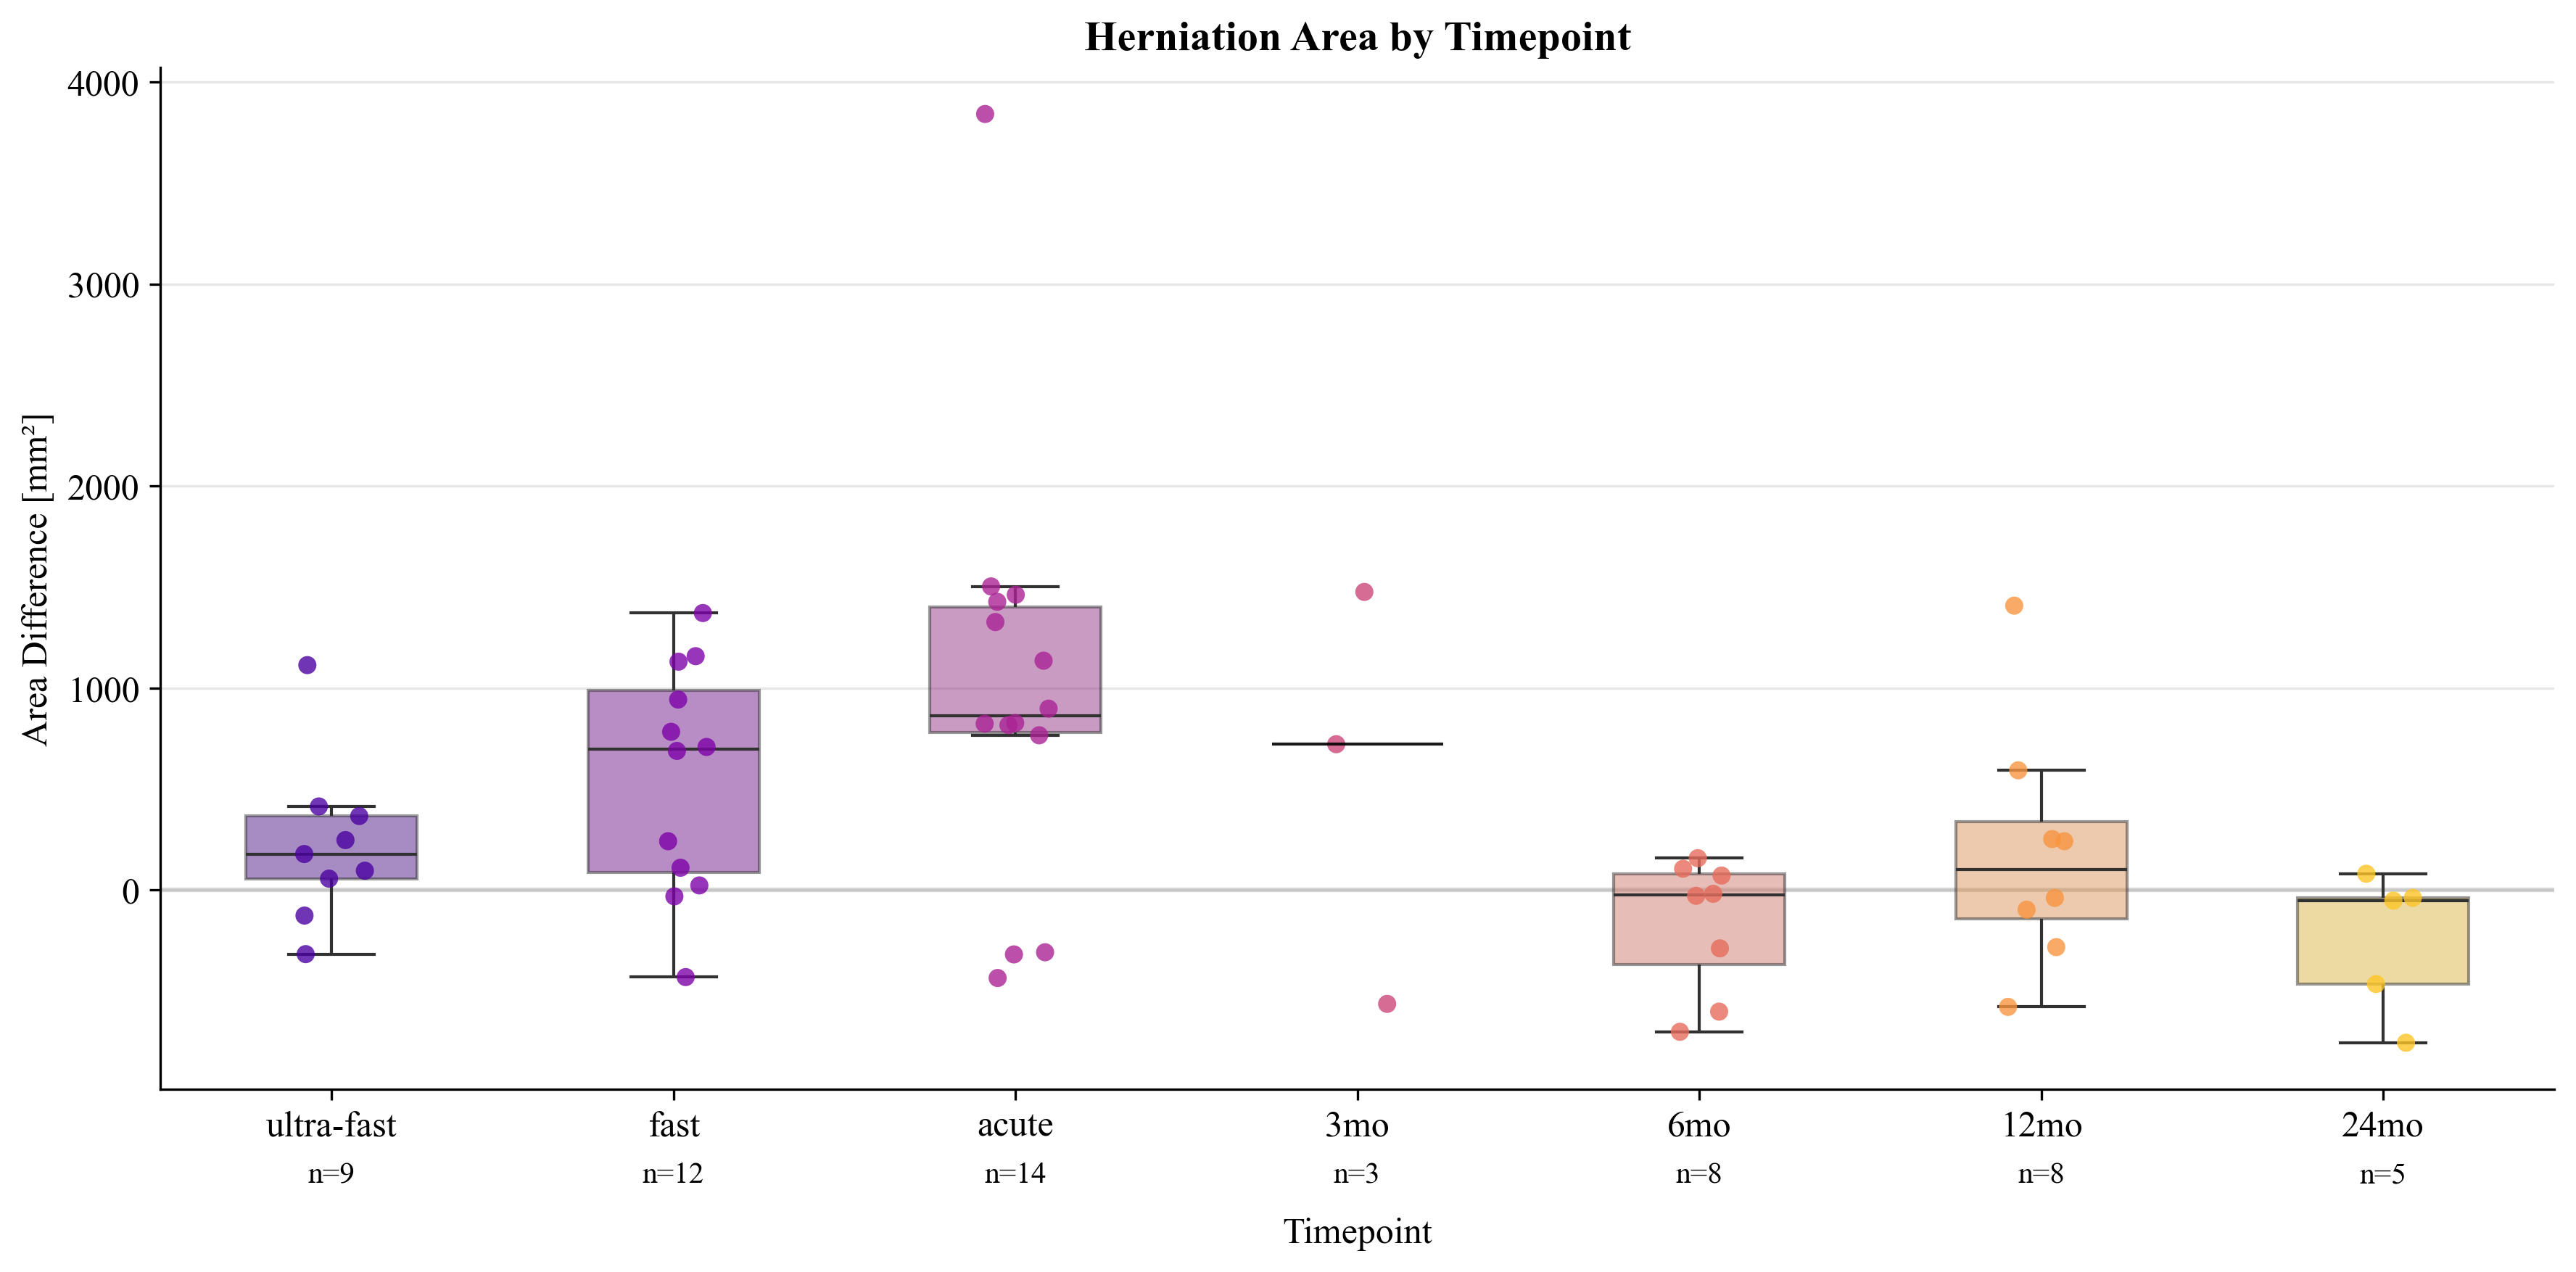 Herniation Area by Timepoint
Area Difference [mm²]
4000
3000
2000
1000
0
ultra-fast fast acute 3mo 6mo 12mo 24mo
n=9 n=12 n=14 n=3 n=8 n=8 n=5
Timepoint